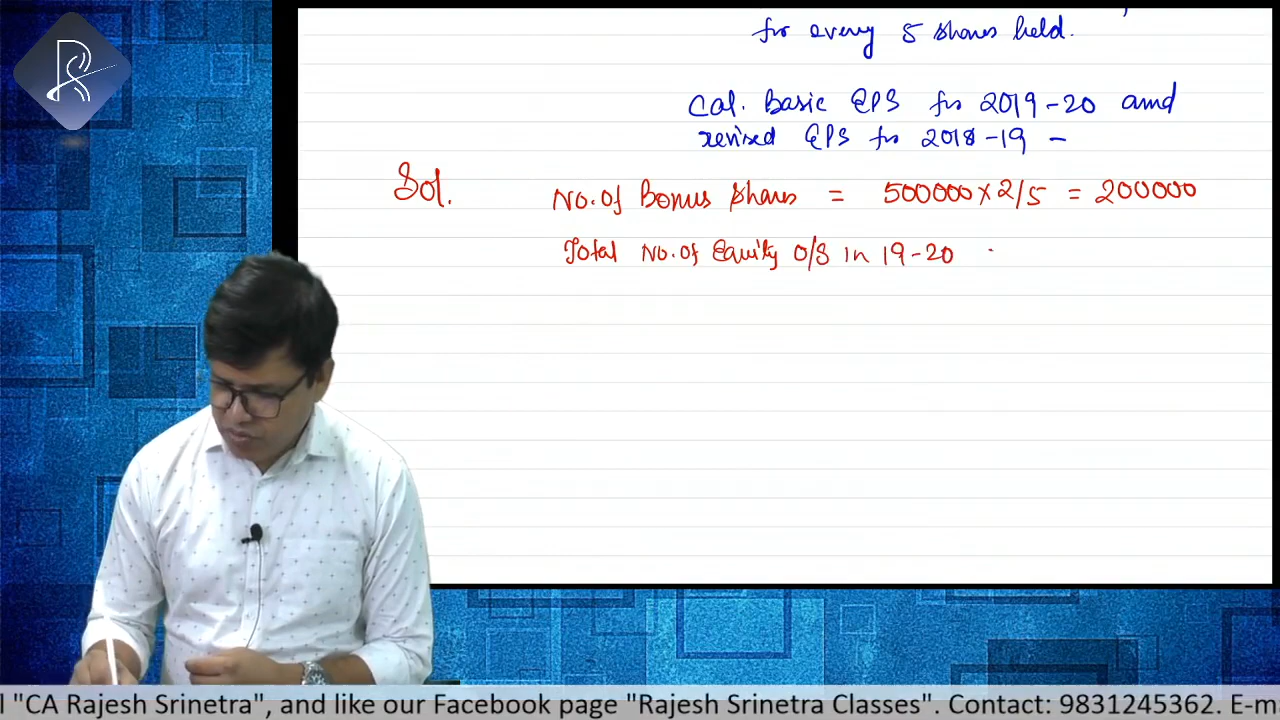 for every 5 shares held.
Cal. Basic EPS for 2019-20 and
revised EPS for 2018-19 -
Sol.
No. of Bonus shares = 500000 x 2/5 = 200000
Total No. of Equity O/S in 19-20
l "CA Rajesh Srinetra", and like our Facebook page "Rajesh Srinetra Classes". Contact: 9831245362. E-ma